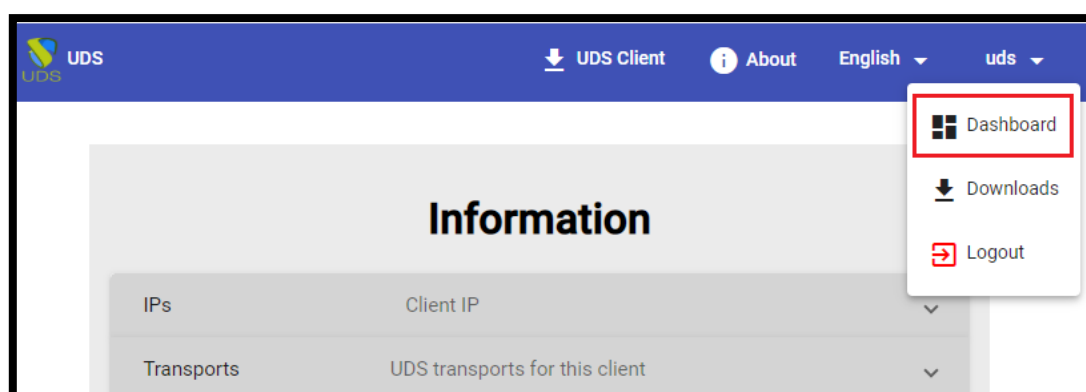 UDS
UDS UDS Client About English uds
Dashboard
Downloads
Logout
Information
IPs Client IP
Transports UDS transports for this client